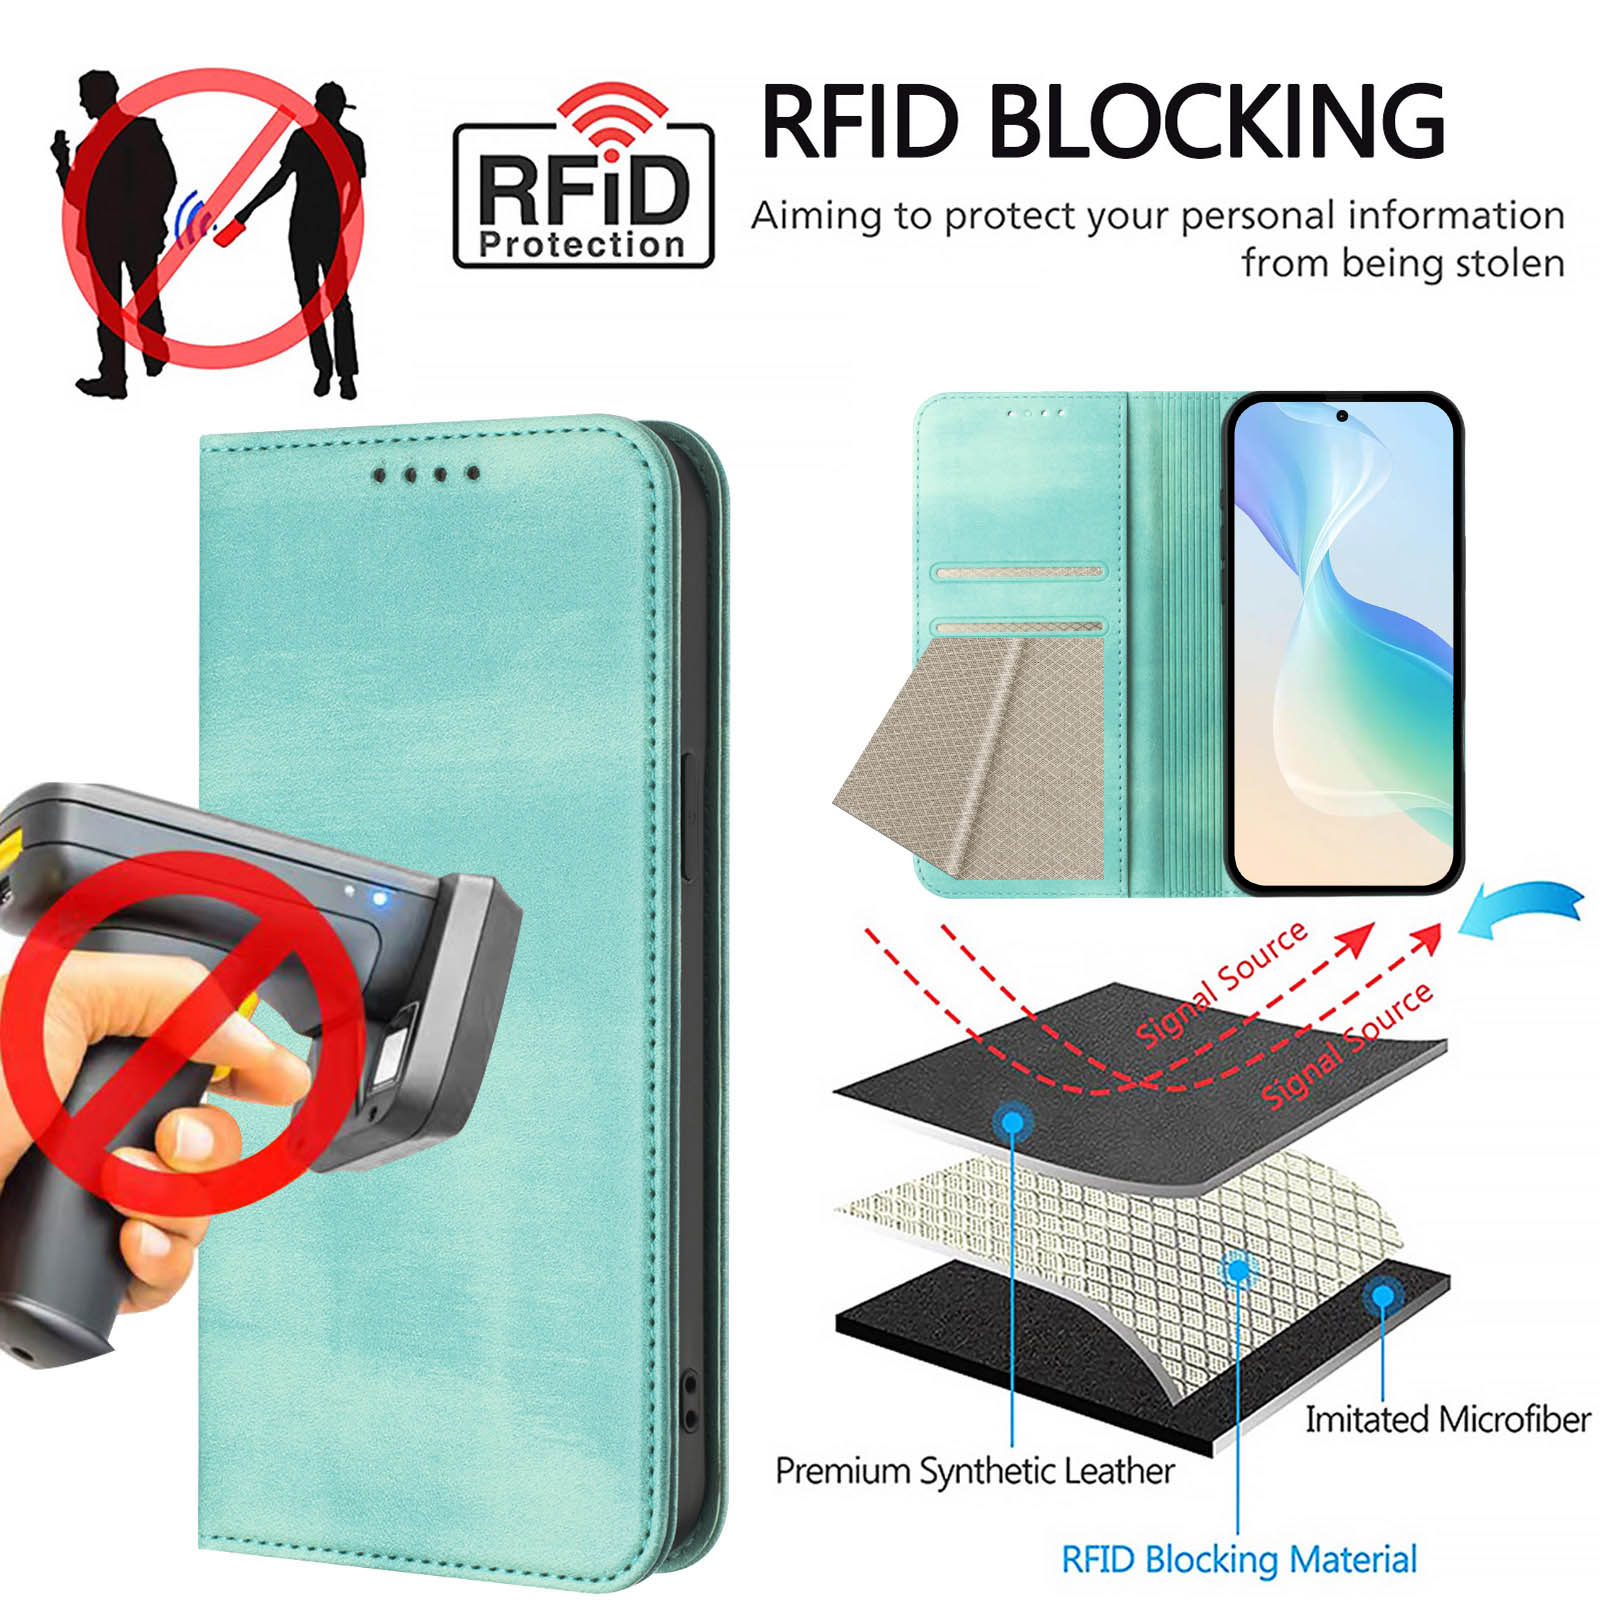 RFiD
Protection
RFID BLOCKING
Aiming to protect your personal information
from being stolen
Signal Source
Signal Source
Imitated Microfiber
Premium Synthetic Leather
RFID Blocking Material